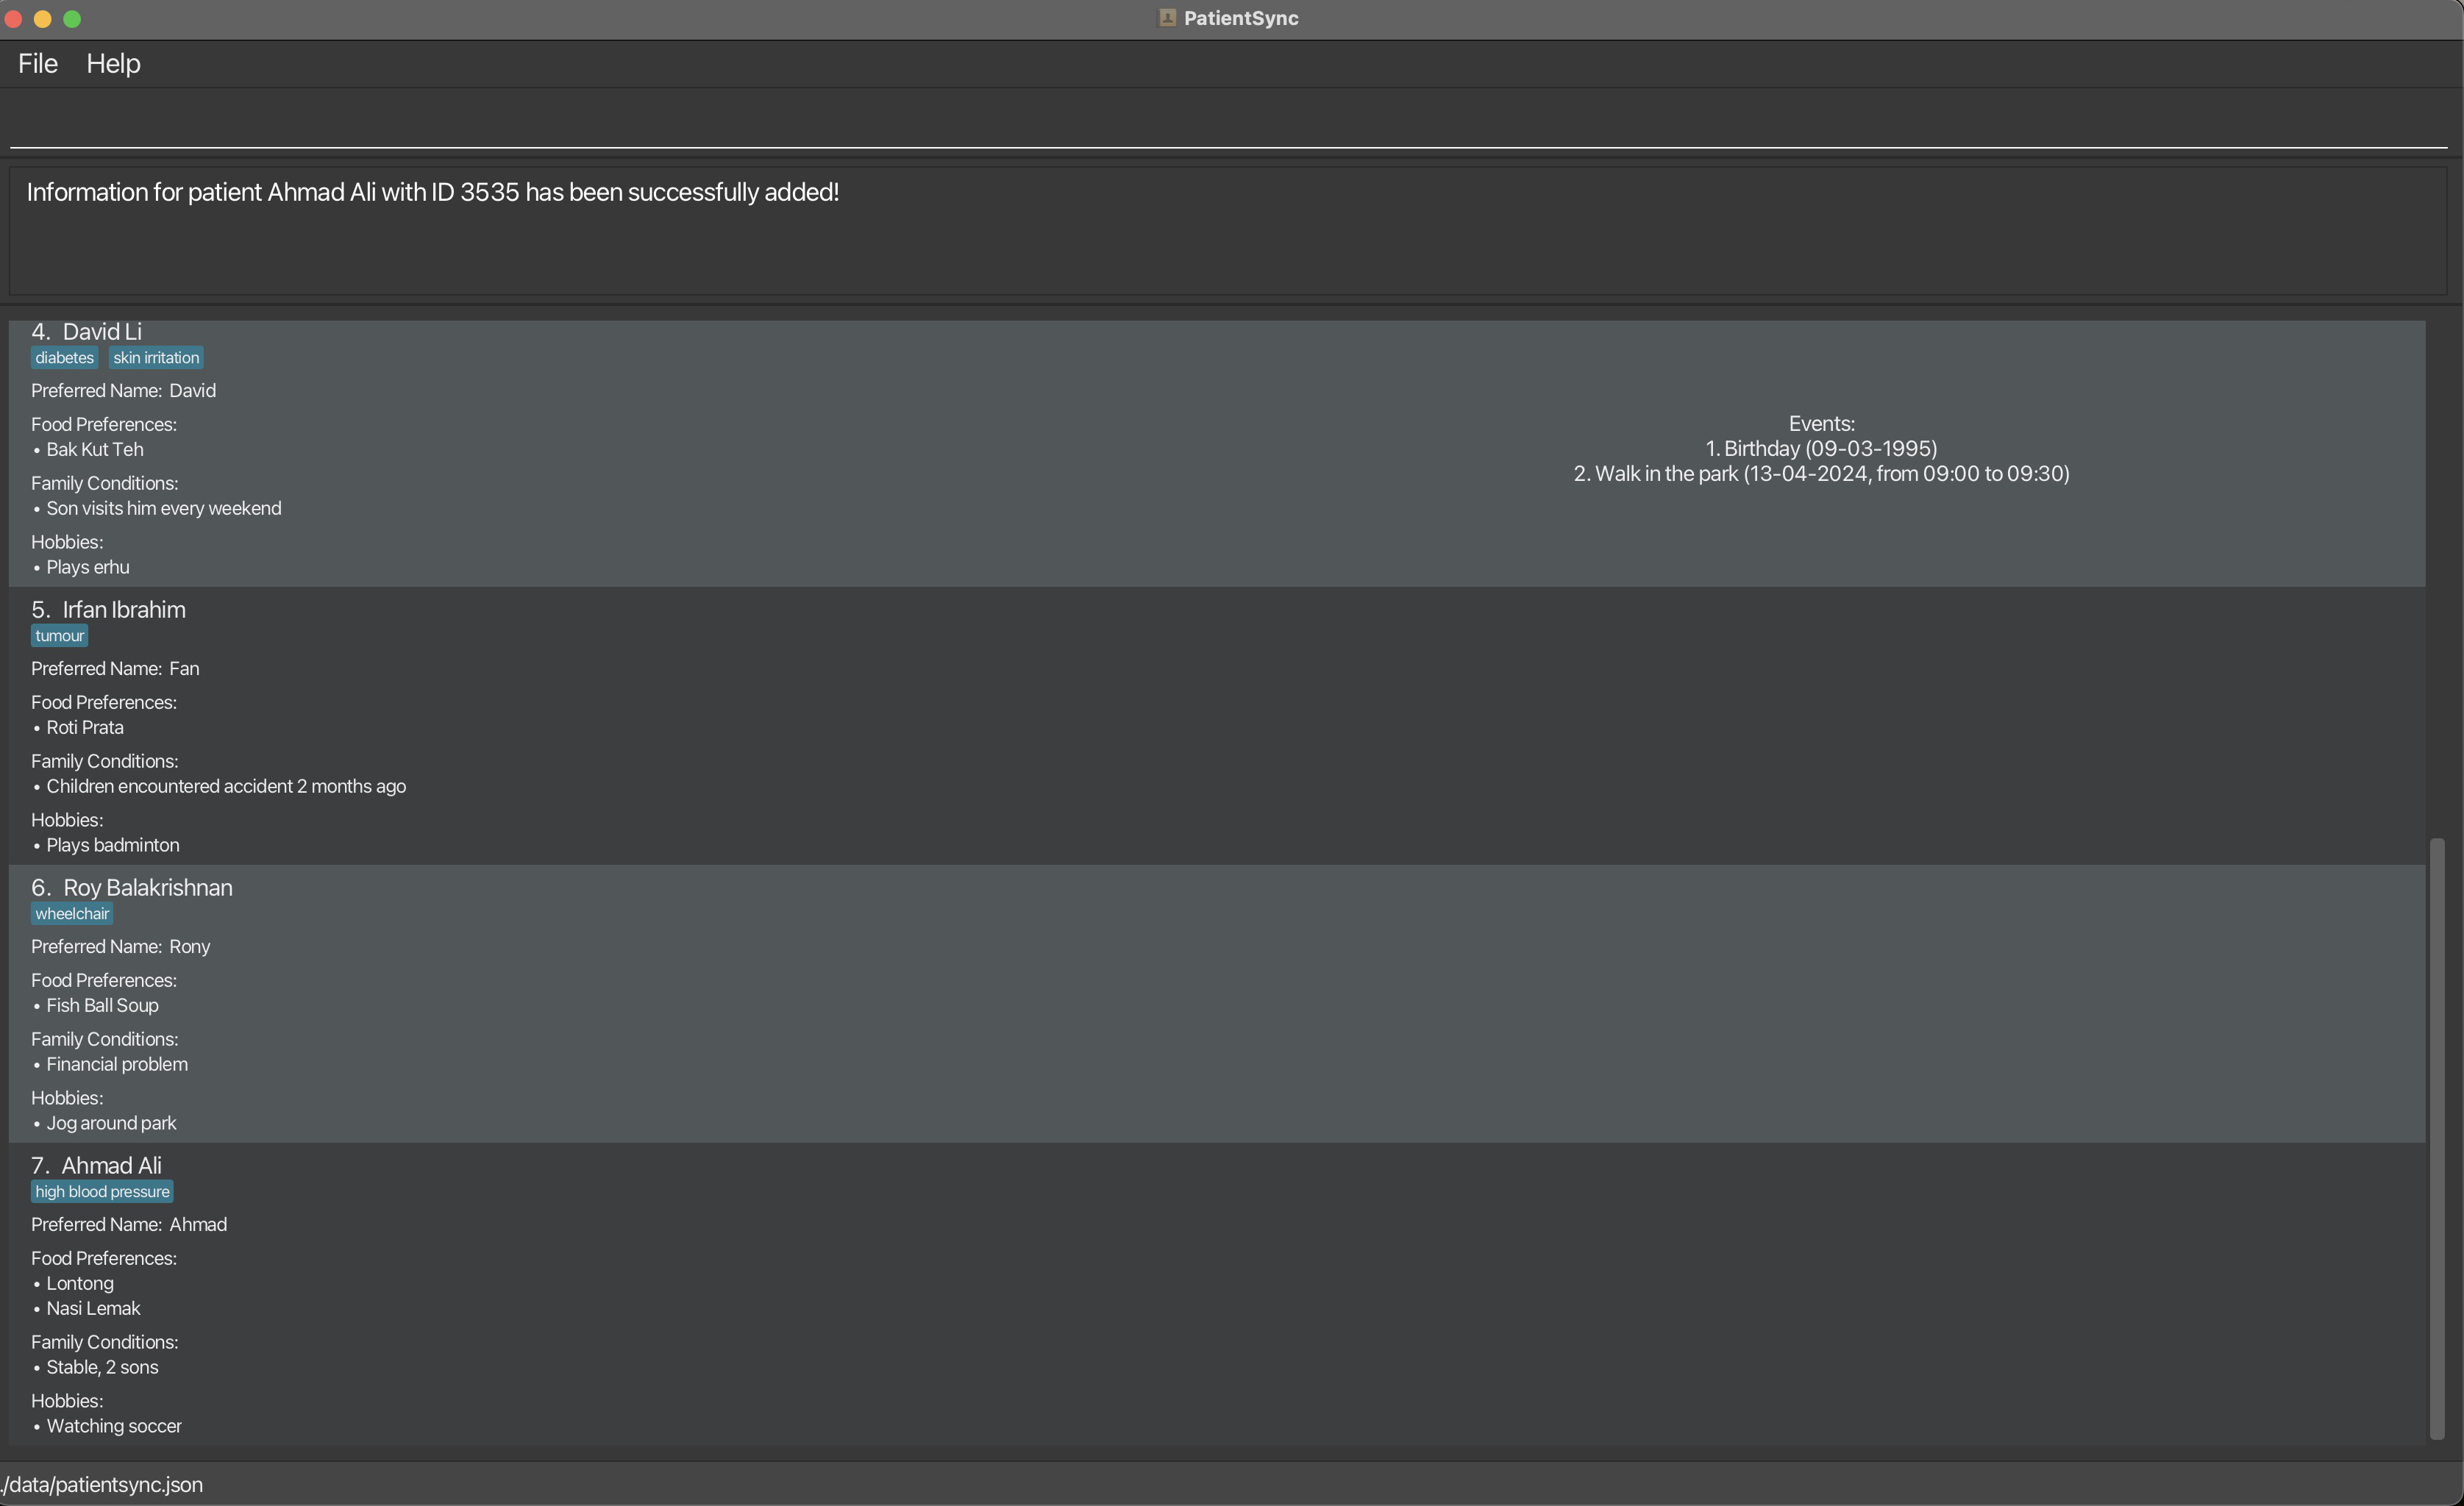 PatientSync
File Help
Information for patient Ahmad Ali with ID 3535 has been successfully added!
4. David Li
diabetes skin irritation
Preferred Name: David
Food Preferences:
• Bak Kut Teh
Family Conditions:
• Son visits him every weekend
Hobbies:
• Plays erhu
Events:
1. Birthday (09-03-1995)
2. Walk in the park (13-04-2024, from 09:00 to 09:30)
5. Irfan Ibrahim
tumour
Preferred Name: Fan
Food Preferences:
• Roti Prata
Family Conditions:
• Children encountered accident 2 months ago
Hobbies:
• Plays badminton
6. Roy Balakrishnan
wheelchair
Preferred Name: Rony
Food Preferences:
• Fish Ball Soup
Family Conditions:
• Financial problem
Hobbies:
• Jog around park
7. Ahmad Ali
high blood pressure
Preferred Name: Ahmad
Food Preferences:
• Lontong
• Nasi Lemak
Family Conditions:
• Stable, 2 sons
Hobbies:
• Watching soccer
./data/patientsync.json